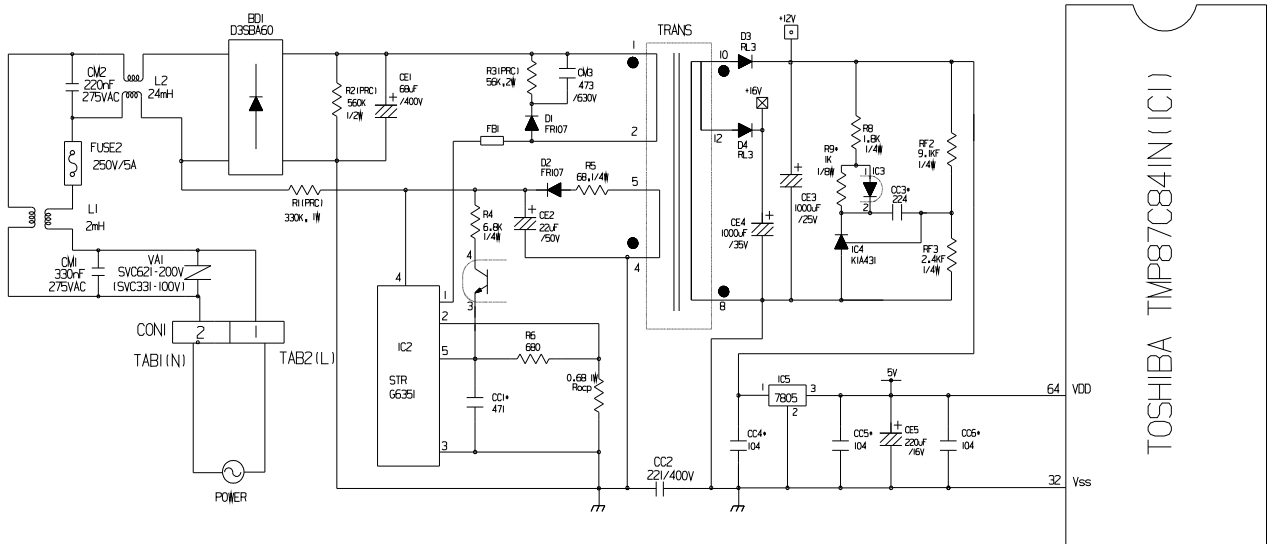 BD1
D3SBA60
CM2
220nF
275VAC
L2
24mH
FUSE2
250V/5A
L1
2mH
CM1
330nF
275VAC
VA1
SVC621-200V
(SVC331-100V)
CON1
2
1
TAB1(N)
TAB2(L)
POWER
R1(PRC)
330K, 1W
R2(PRC)
560K
1/2W
CE1
68uF
/400V
+
R3(PRC)
56K,2W
CM3
473
/630V
D1
FR107
FB1
D2
FR107
R5
68,1/4W
R4
6.8K
1/4W
+
CE2
22uF
/50V
4
3
4
1
2
5
3
IC2
STR
G6351
R6
680
0.68 1W
Rocp
CC1*
471
CC2
221/400V
TRANS
1
2
5
4
10
12
8
D3
RL3
D4
RL3
+12V
+16V
+
CE3
1000uF
/25V
+
CE4
1000uF
/35V
R8
1.8K
1/4W
R9*
1K
1/8W
1
IC3
2
CC3*
224
IC4
KIA431
RF2
9.1KF
1/4W
RF3
2.4KF
1/4W
1
IC5
7805
3
2
5V
CC4*
104
CC5*
104
+
CE5
220uF
/16V
CC6*
104
64
VDD
32
Vss
TOSHIBA TMP87C841N(IC1)